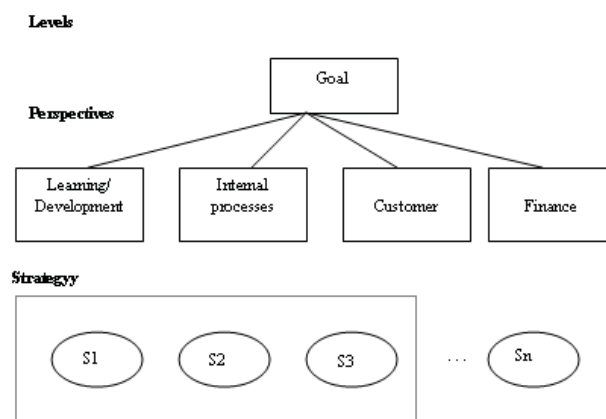 Levels
Goal
Perspectives
Learning/
Development
Internal
processes
Customer
Finance
Strategyy
S1
S2
S3
...
Sn